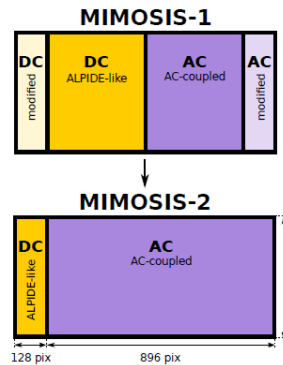 MIMOSIS-1
DC
modified
DC
ALPIDE-like
AC
AC-coupled
AC
modified
MIMOSIS-2
DC
ALPIDE-like
AC
AC-coupled
128 pix
896 pix